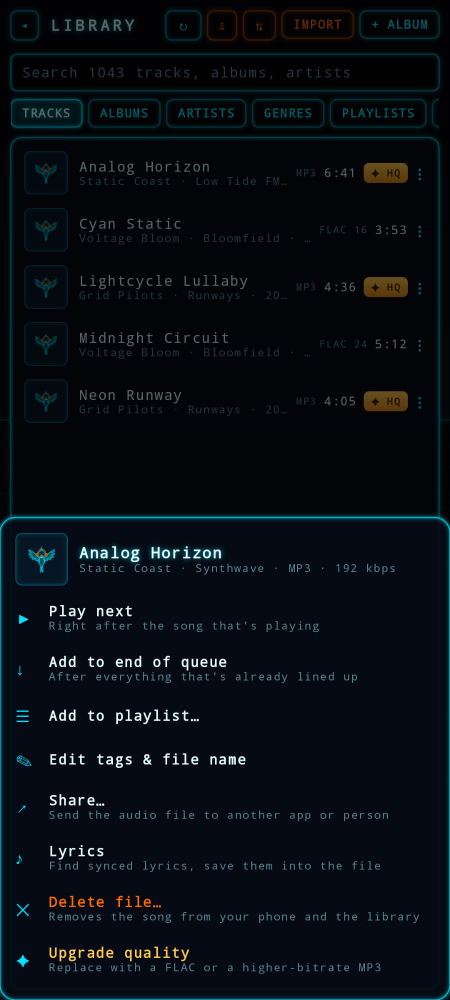 LIBRARY
IMPORT
+ ALBUM
Search 1043 tracks, albums, artists
TRACKS
ALBUMS
ARTISTS
GENRES
PLAYLISTS
Analog Horizon
Static Coast · Low Tide FM…
MP3 6:41 ✦ HQ
Cyan Static
Voltage Bloom · Bloomfield · …
FLAC 16 3:53
Lightcycle Lullaby
Grid Pilots · Runways · 20…
MP3 4:36 ✦ HQ
Midnight Circuit
Voltage Bloom · Bloomfield · …
FLAC 24 5:12
Neon Runway
Grid Pilots · Runways · 20…
MP3 4:05 ✦ HQ
Analog Horizon
Static Coast · Synthwave · MP3 · 192 kbps
Play next
Right after the song that's playing
Add to end of queue
After everything that's already lined up
Add to playlist…
Edit tags & file name
Share…
Send the audio file to another app or person
Lyrics
Find synced lyrics, save them into the file
Delete file…
Removes the song from your phone and the library
Upgrade quality
Replace with a FLAC or a higher-bitrate MP3